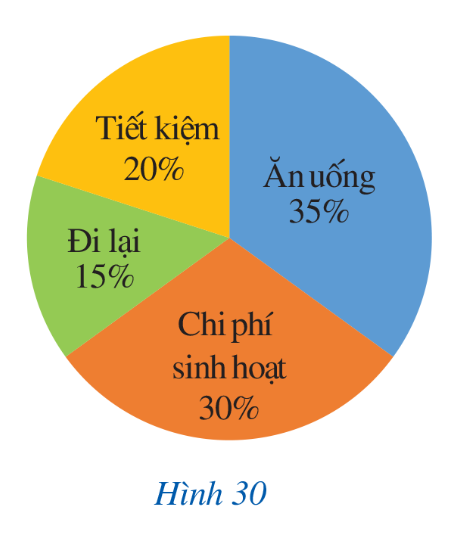 Tiết kiệm
20%
Ăn uống
35%
Đi lại
15%
Chi phí
sinh hoạt
30%
Hình 30